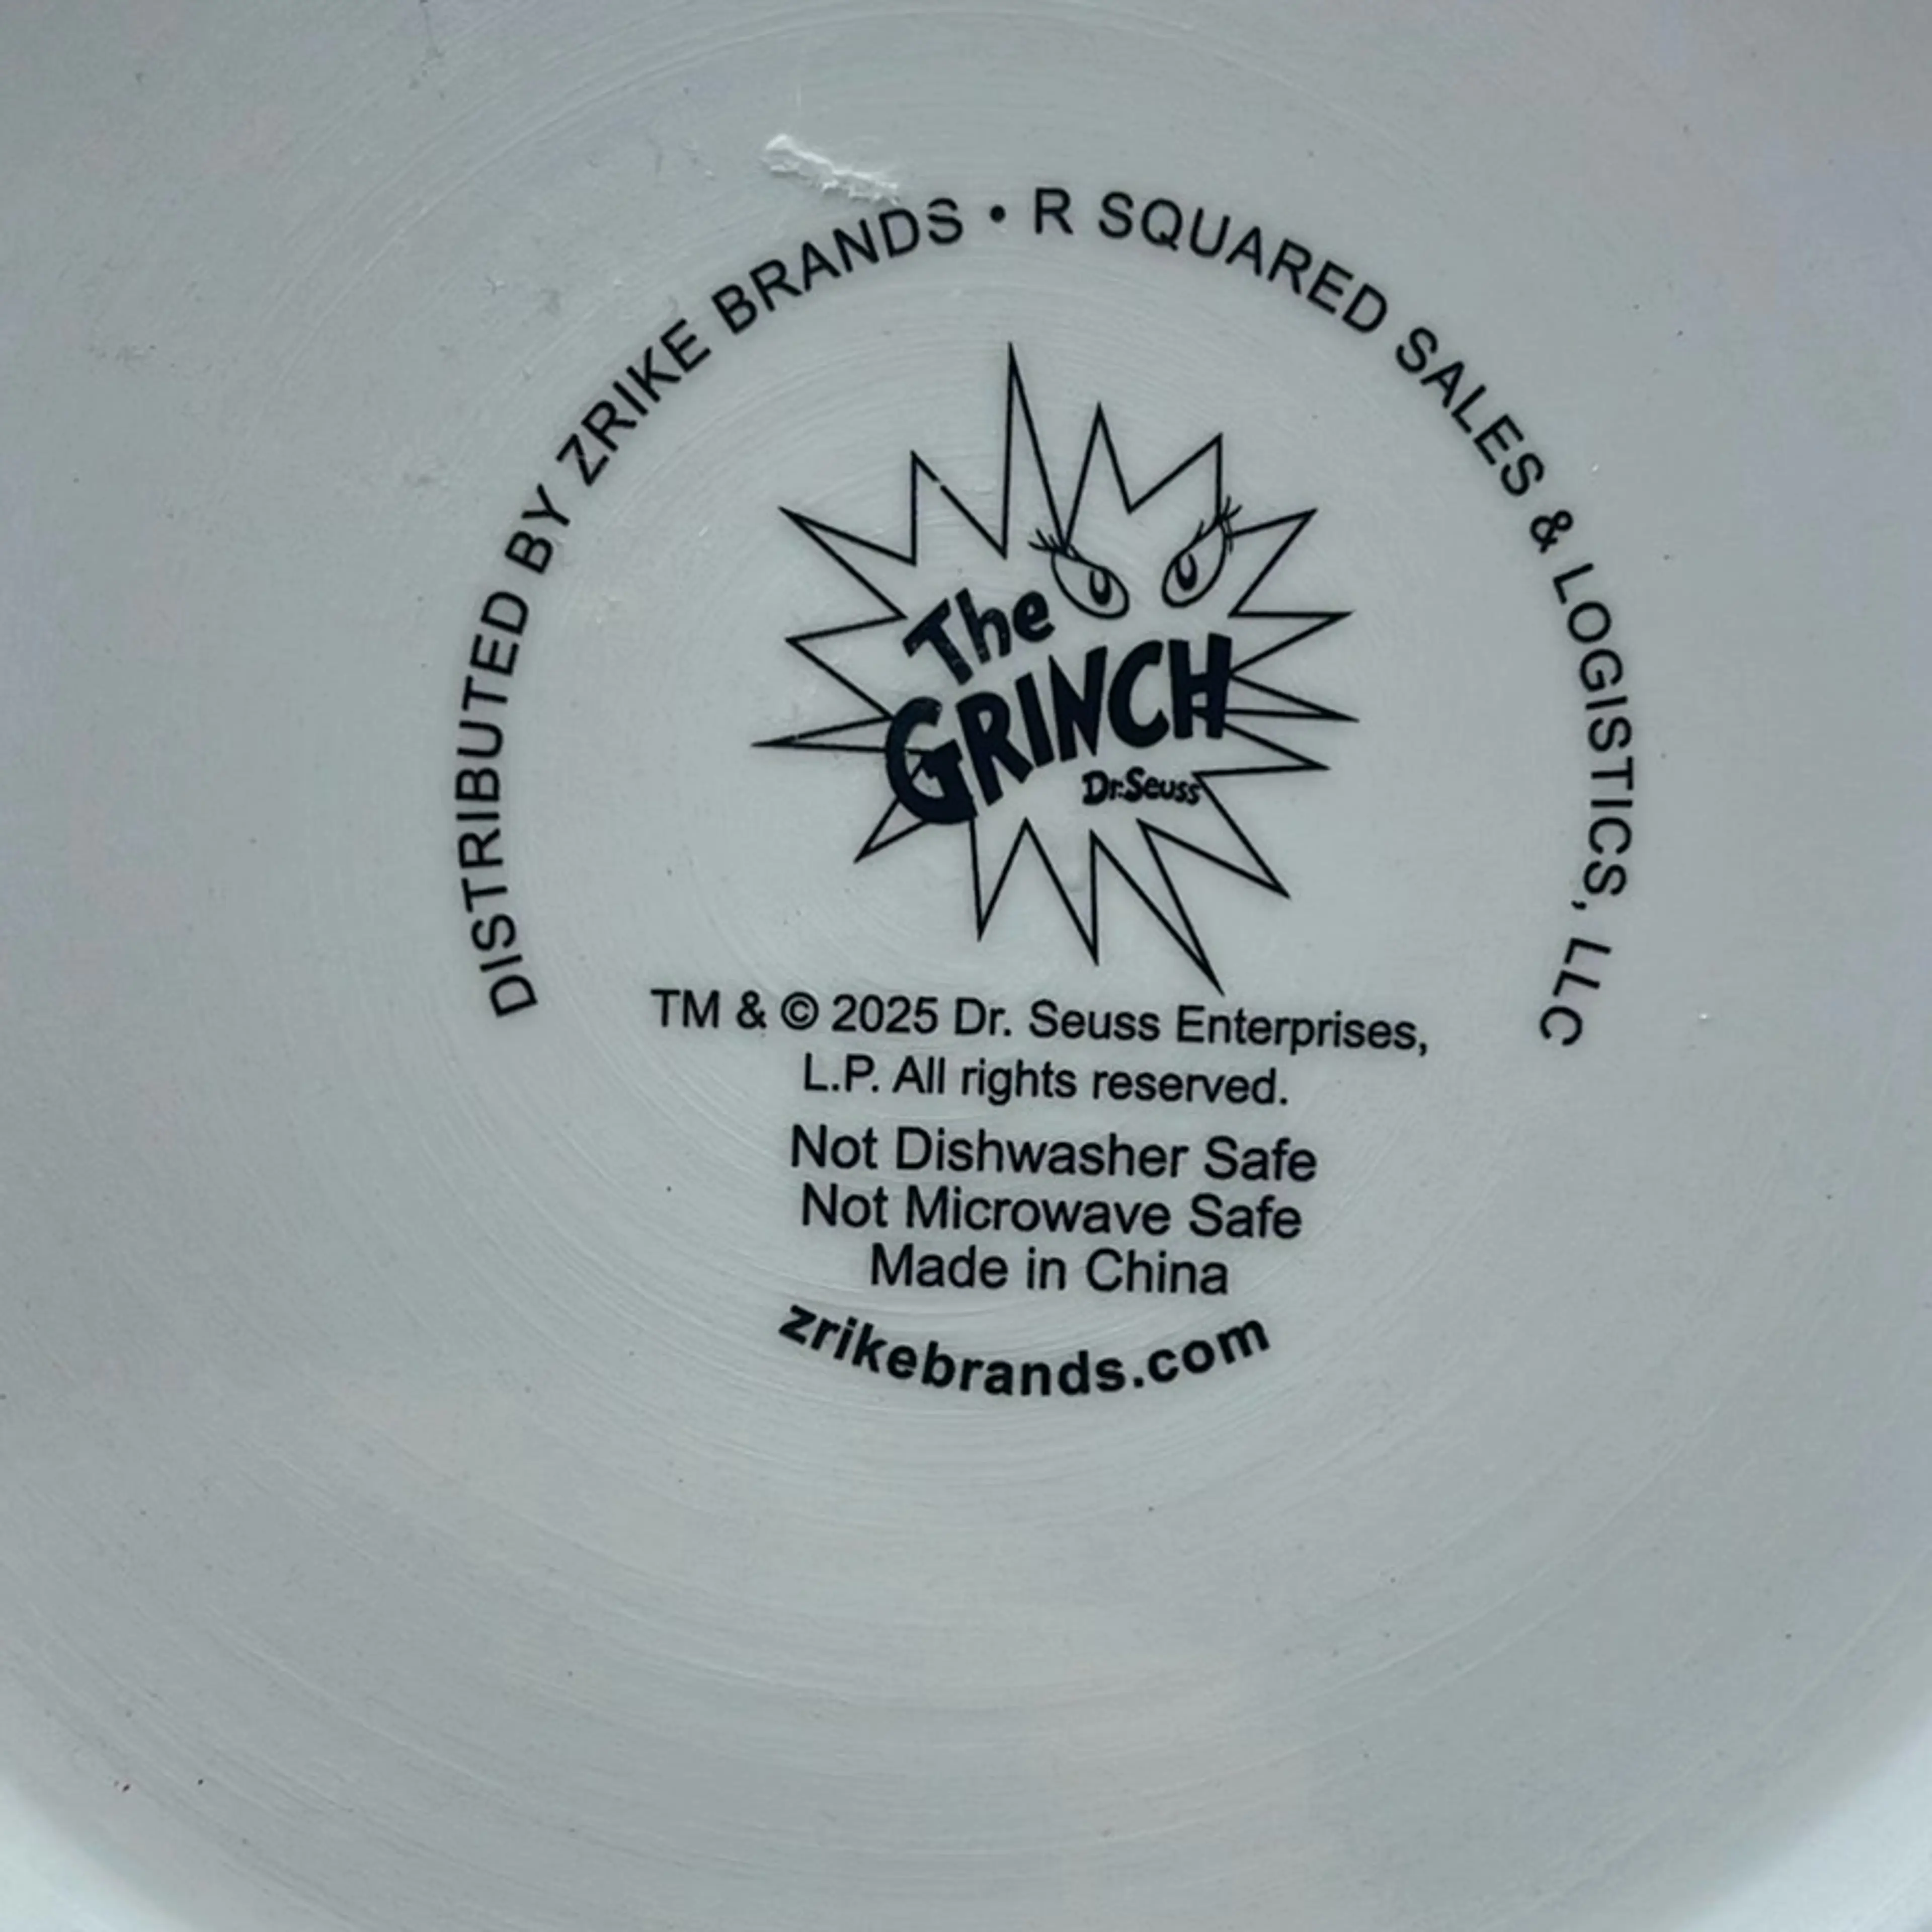 DISTRIBUTED BY ZRIKE BRANDS • R SQUARED SALES & LOGISTICS, LLC
The
GRINCH
Dr. Seuss
TM & © 2025 Dr. Seuss Enterprises,
L.P. All rights reserved.
Not Dishwasher Safe
Not Microwave Safe
Made in China
zrikebrands.com